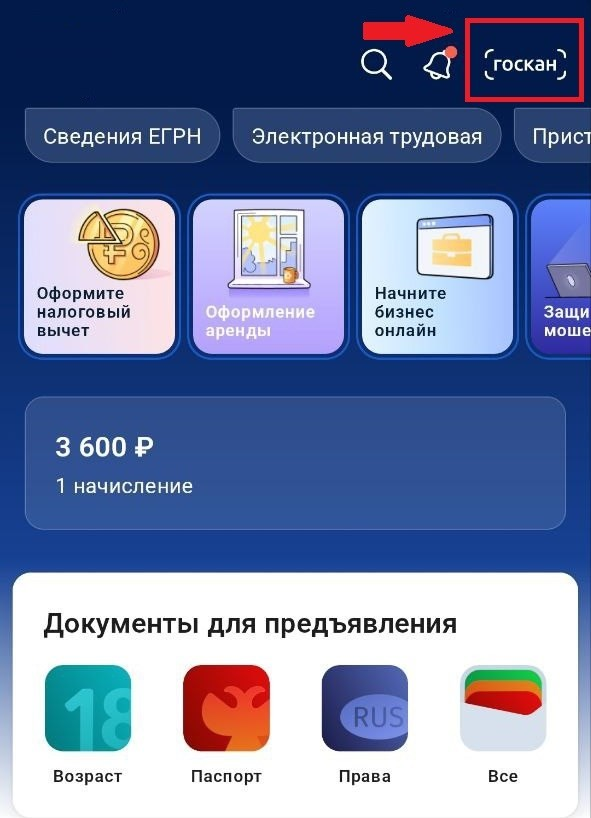 госкан
Сведения ЕГРН
Электронная трудовая
Прист
Оформите
налоговый
вычет
Оформление
аренды
Начните
бизнес
онлайн
Защи
моше
3 600 ₽
1 начисление
Документы для предъявления
18
RUS
Возраст
Паспорт
Права
Все